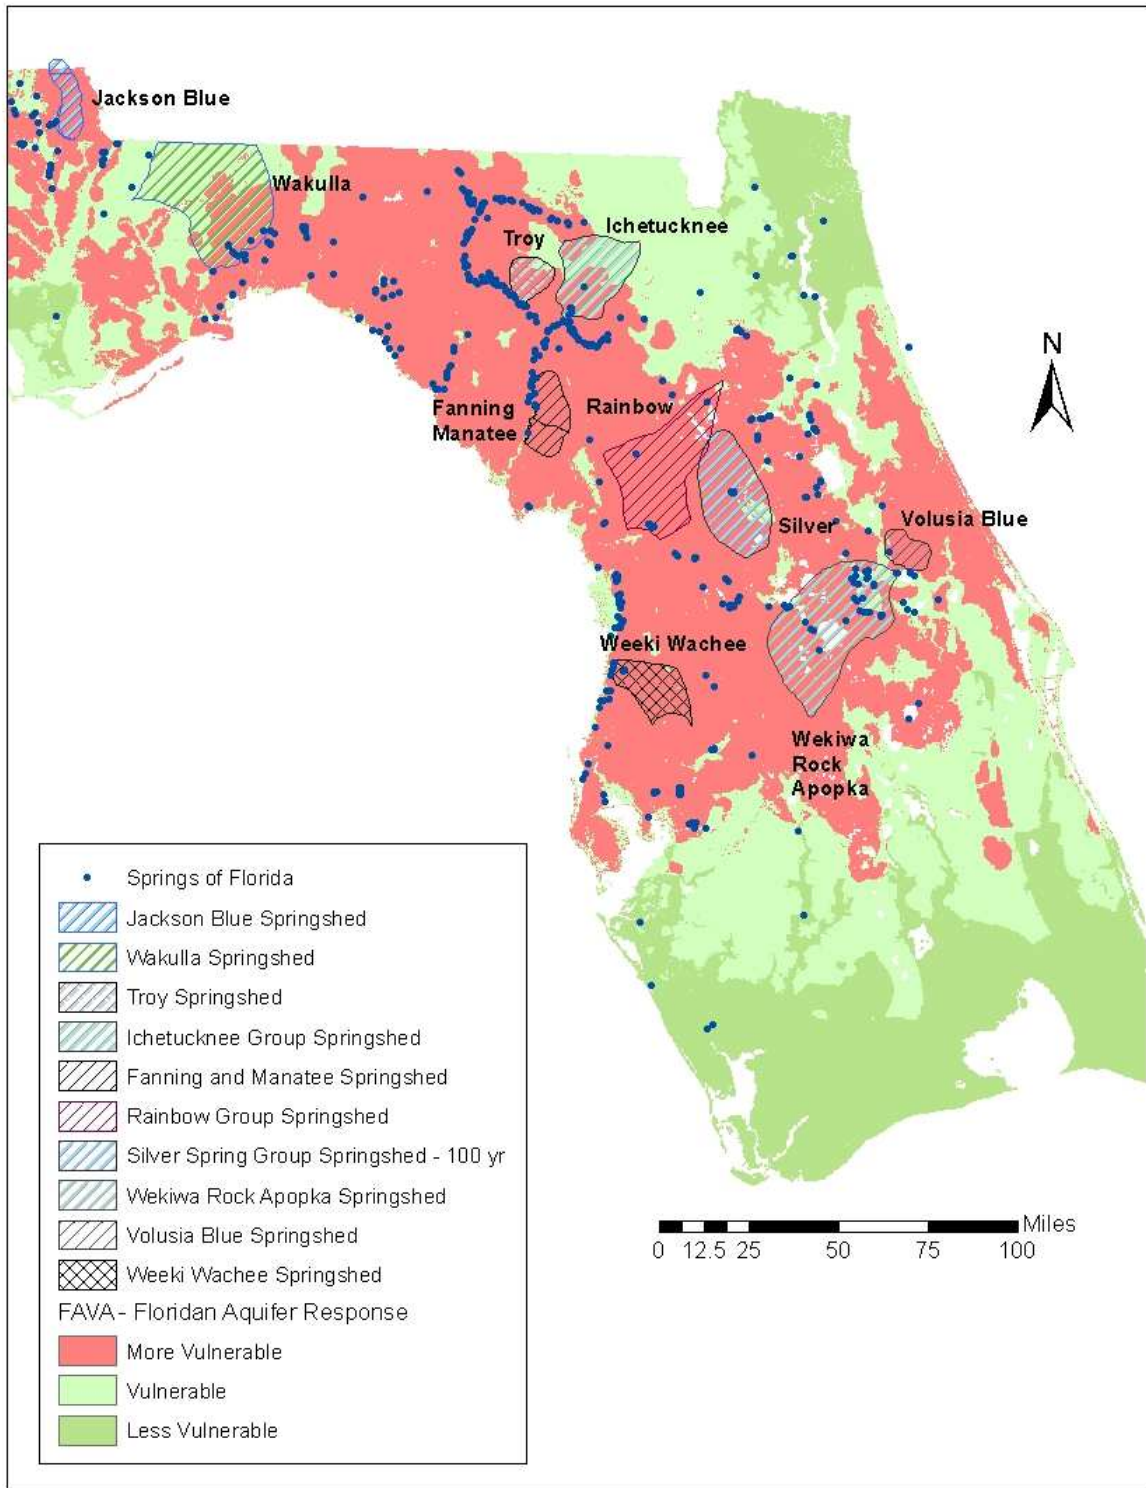 Jackson Blue
Wakulla
Ichetucknee
Troy
N
Fanning
Manatee
Rainbow
Silver
Volusia Blue
Weeki Wachee
Wekiwa
Rock
Apopka
Springs of Florida
Jackson Blue Springshed
Wakulla Springshed
Troy Springshed
Ichetucknee Group Springshed
Fanning and Manatee Springshed
Rainbow Group Springshed
Silver Spring Group Springshed - 100 yr
Wekiwa Rock Apopka Springshed
Volusia Blue Springshed
Weeki Wachee Springshed
FAVA - Floridan Aquifer Response
More Vulnerable
Vulnerable
Less Vulnerable
Miles
0 12.5 25 50 75 100